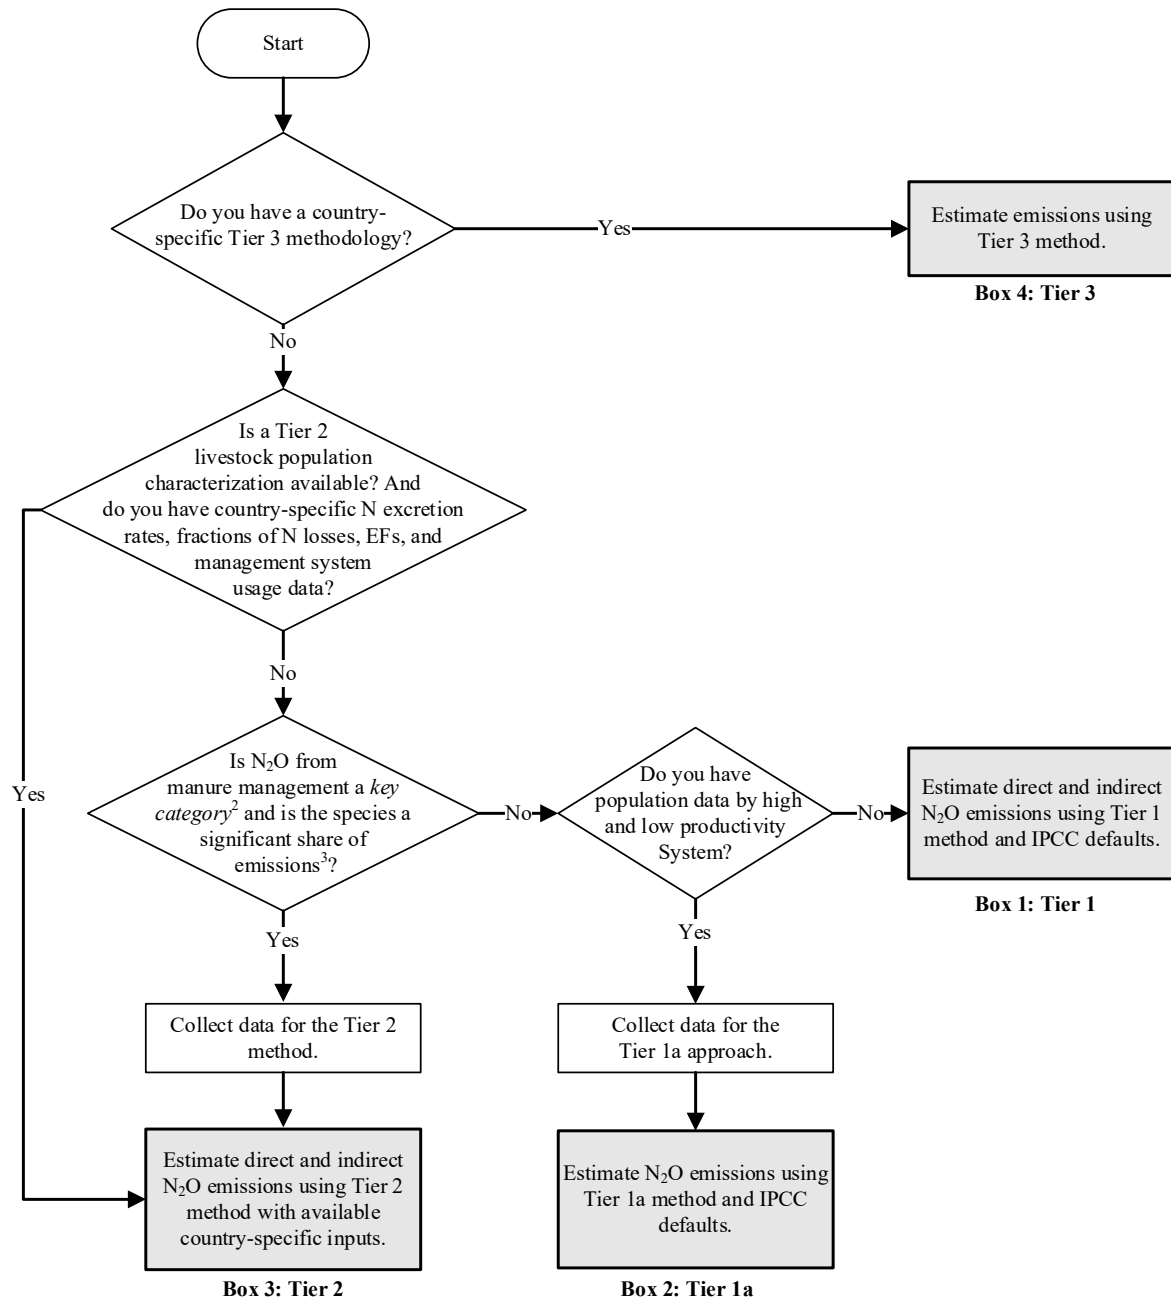 Start
Do you have a country-
specific Tier 3 methodology?
Yes
Estimate emissions using
Tier 3 method.
Box 4: Tier 3
No
Is a Tier 2
livestock population
characterization available? And
do you have country-specific N excretion
rates, fractions of N losses, EFs, and
management system
usage data?
Yes
No
Is N₂O from
manure management a key
category² and is the species a
significant share of
emissions³?
No
Do you have
population data by high
and low productivity
System?
No
Estimate direct and indirect
N₂O emissions using Tier 1
method and IPCC defaults.
Box 1: Tier 1
Yes
Yes
Collect data for the Tier 2
method.
Collect data for the
Tier 1a approach.
Estimate direct and indirect
N₂O emissions using Tier 2
method with available
country-specific inputs.
Box 3: Tier 2
Estimate N₂O emissions using
Tier 1a method and IPCC
defaults.
Box 2: Tier 1a